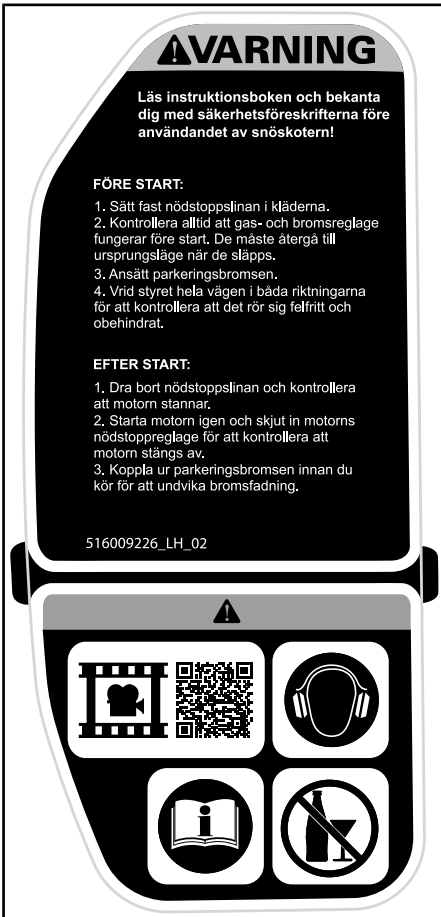 VARNING
Läs instruktionsboken och bekanta
dig med säkerhetsföreskrifterna före
användandet av snöskotern!
FÖRE START:
1. Sätt fast nödstoppslinan i kläderna.
2. Kontrollera alltid att gas- och bromsreglage
fungerar före start. De måste återgå till
ursprungsläge när de släpps.
3. Ansätt parkeringsbromsen.
4. Vrid styret hela vägen i båda riktningarna
för att kontrollera att det rör sig felfritt och
obehindrat.
EFTER START:
1. Dra bort nödstoppslinan och kontrollera
att motorn stannar.
2. Starta motorn igen och skjut in motorns
nödstoppreglage för att kontrollera att
motorn stängs av.
3. Koppla ur parkeringsbromsen innan du
kör för att undvika bromsfadning.
516009226_LH_02
i